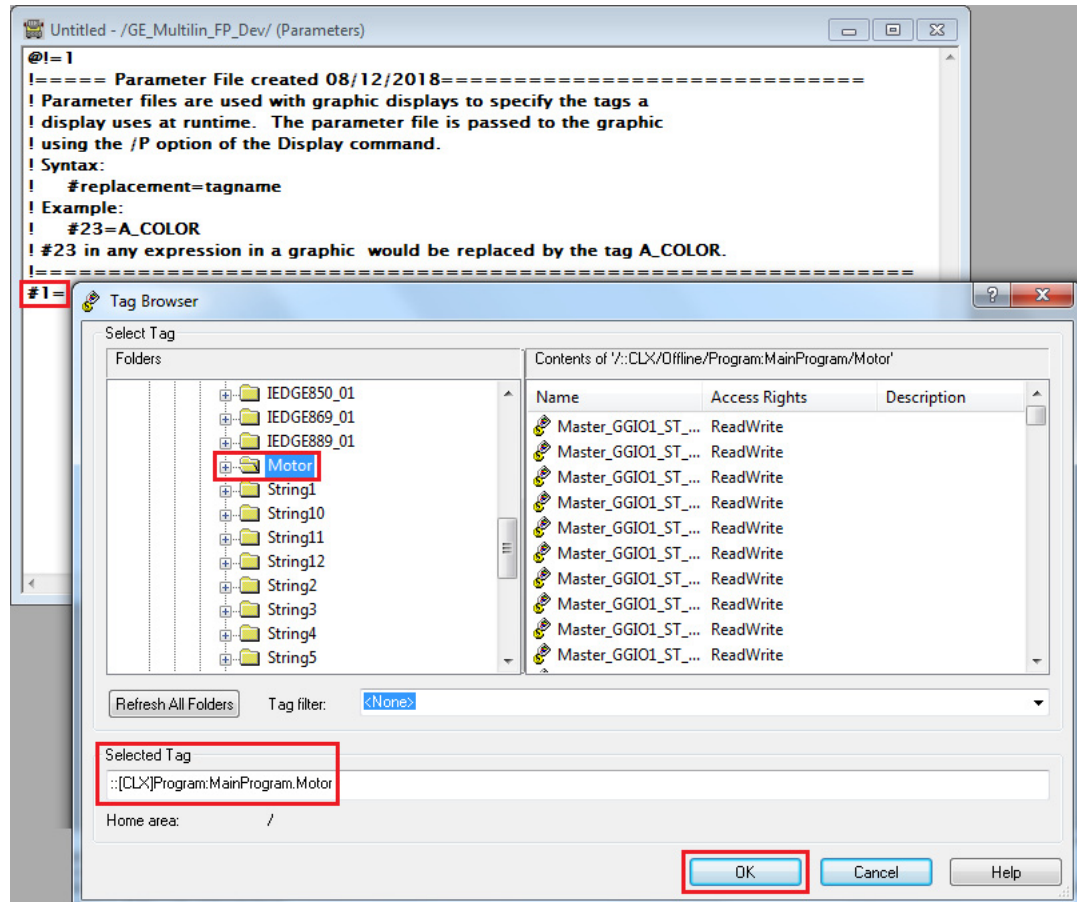 Untitled - /GE_Multilin_FP_Dev/ (Parameters)
@!=1
!===== Parameter File created 08/12/2018=============================
! Parameter files are used with graphic displays to specify the tags a
! display uses at runtime.  The parameter file is passed to the graphic
! using the /P option of the Display command.
! Syntax:
!    #replacement=tagname
! Example:
!    #23=A_COLOR
! #23 in any expression in a graphic  would be replaced by the tag A_COLOR.
!============================================================
#1=
Tag Browser
Select Tag
Folders
Contents of '/::CLX/Offline/Program:MainProgram/Motor'
IEDGE850_01
IEDGE869_01
IEDGE889_01
Motor
String1
String10
String11
String12
String2
String3
String4
String5
Name Access Rights Description
Master_GGIO1_ST_... ReadWrite
Master_GGIO1_ST_... ReadWrite
Master_GGIO1_ST_... ReadWrite
Master_GGIO1_ST_... ReadWrite
Master_GGIO1_ST_... ReadWrite
Master_GGIO1_ST_... ReadWrite
Master_GGIO1_ST_... ReadWrite
Master_GGIO1_ST_... ReadWrite
Master_GGIO1_ST_... ReadWrite
Master_GGIO1_ST_... ReadWrite
Refresh All Folders Tag filter: <None>
Selected Tag
::[CLX]Program:MainProgram.Motor
Home area: /
OK Cancel Help